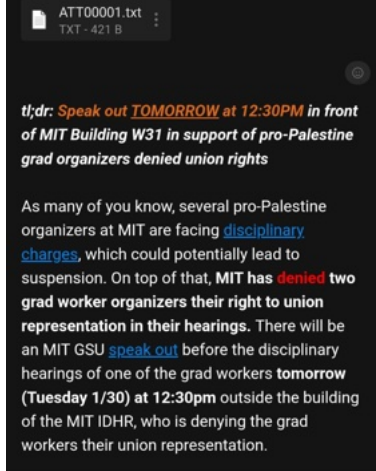 ATT00001.txt
TXT - 421 B
tl;dr: Speak out TOMORROW at 12:30PM in front
of MIT Building W31 in support of pro-Palestine
grad organizers denied union rights
As many of you know, several pro-Palestine
organizers at MIT are facing disciplinary
charges, which could potentially lead to
suspension. On top of that, MIT has denied two
grad worker organizers their right to union
representation in their hearings. There will be
an MIT GSU speak out before the disciplinary
hearings of one of the grad workers tomorrow
(Tuesday 1/30) at 12:30pm outside the building
of the MIT IDHR, who is denying the grad
workers their union representation.